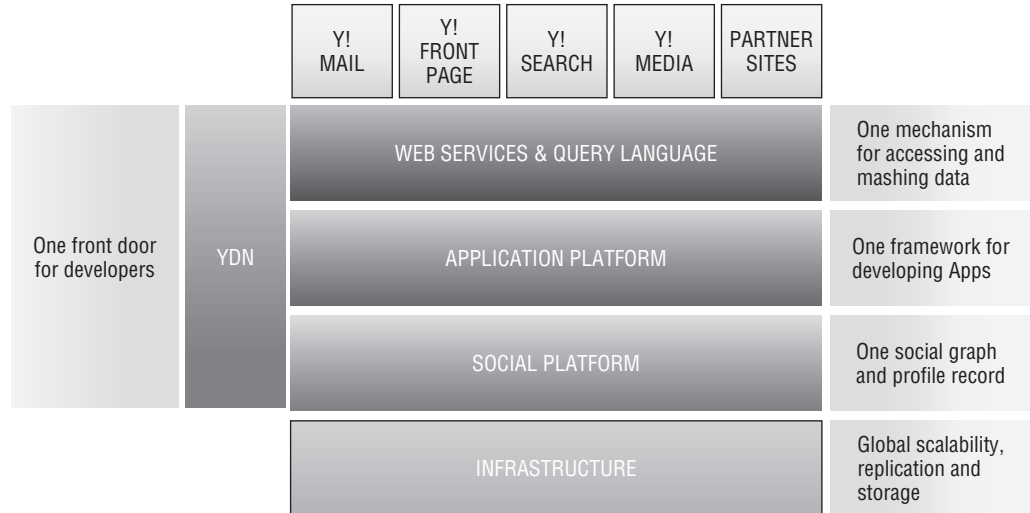 Y!
MAIL
Y!
FRONT
PAGE
Y!
SEARCH
Y!
MEDIA
PARTNER
SITES
One front door
for developers
YDN
WEB SERVICES & QUERY LANGUAGE
One mechanism
for accessing and
mashing data
APPLICATION PLATFORM
One framework for
developing Apps
SOCIAL PLATFORM
One social graph
and profile record
INFRASTRUCTURE
Global scalability,
replication and
storage